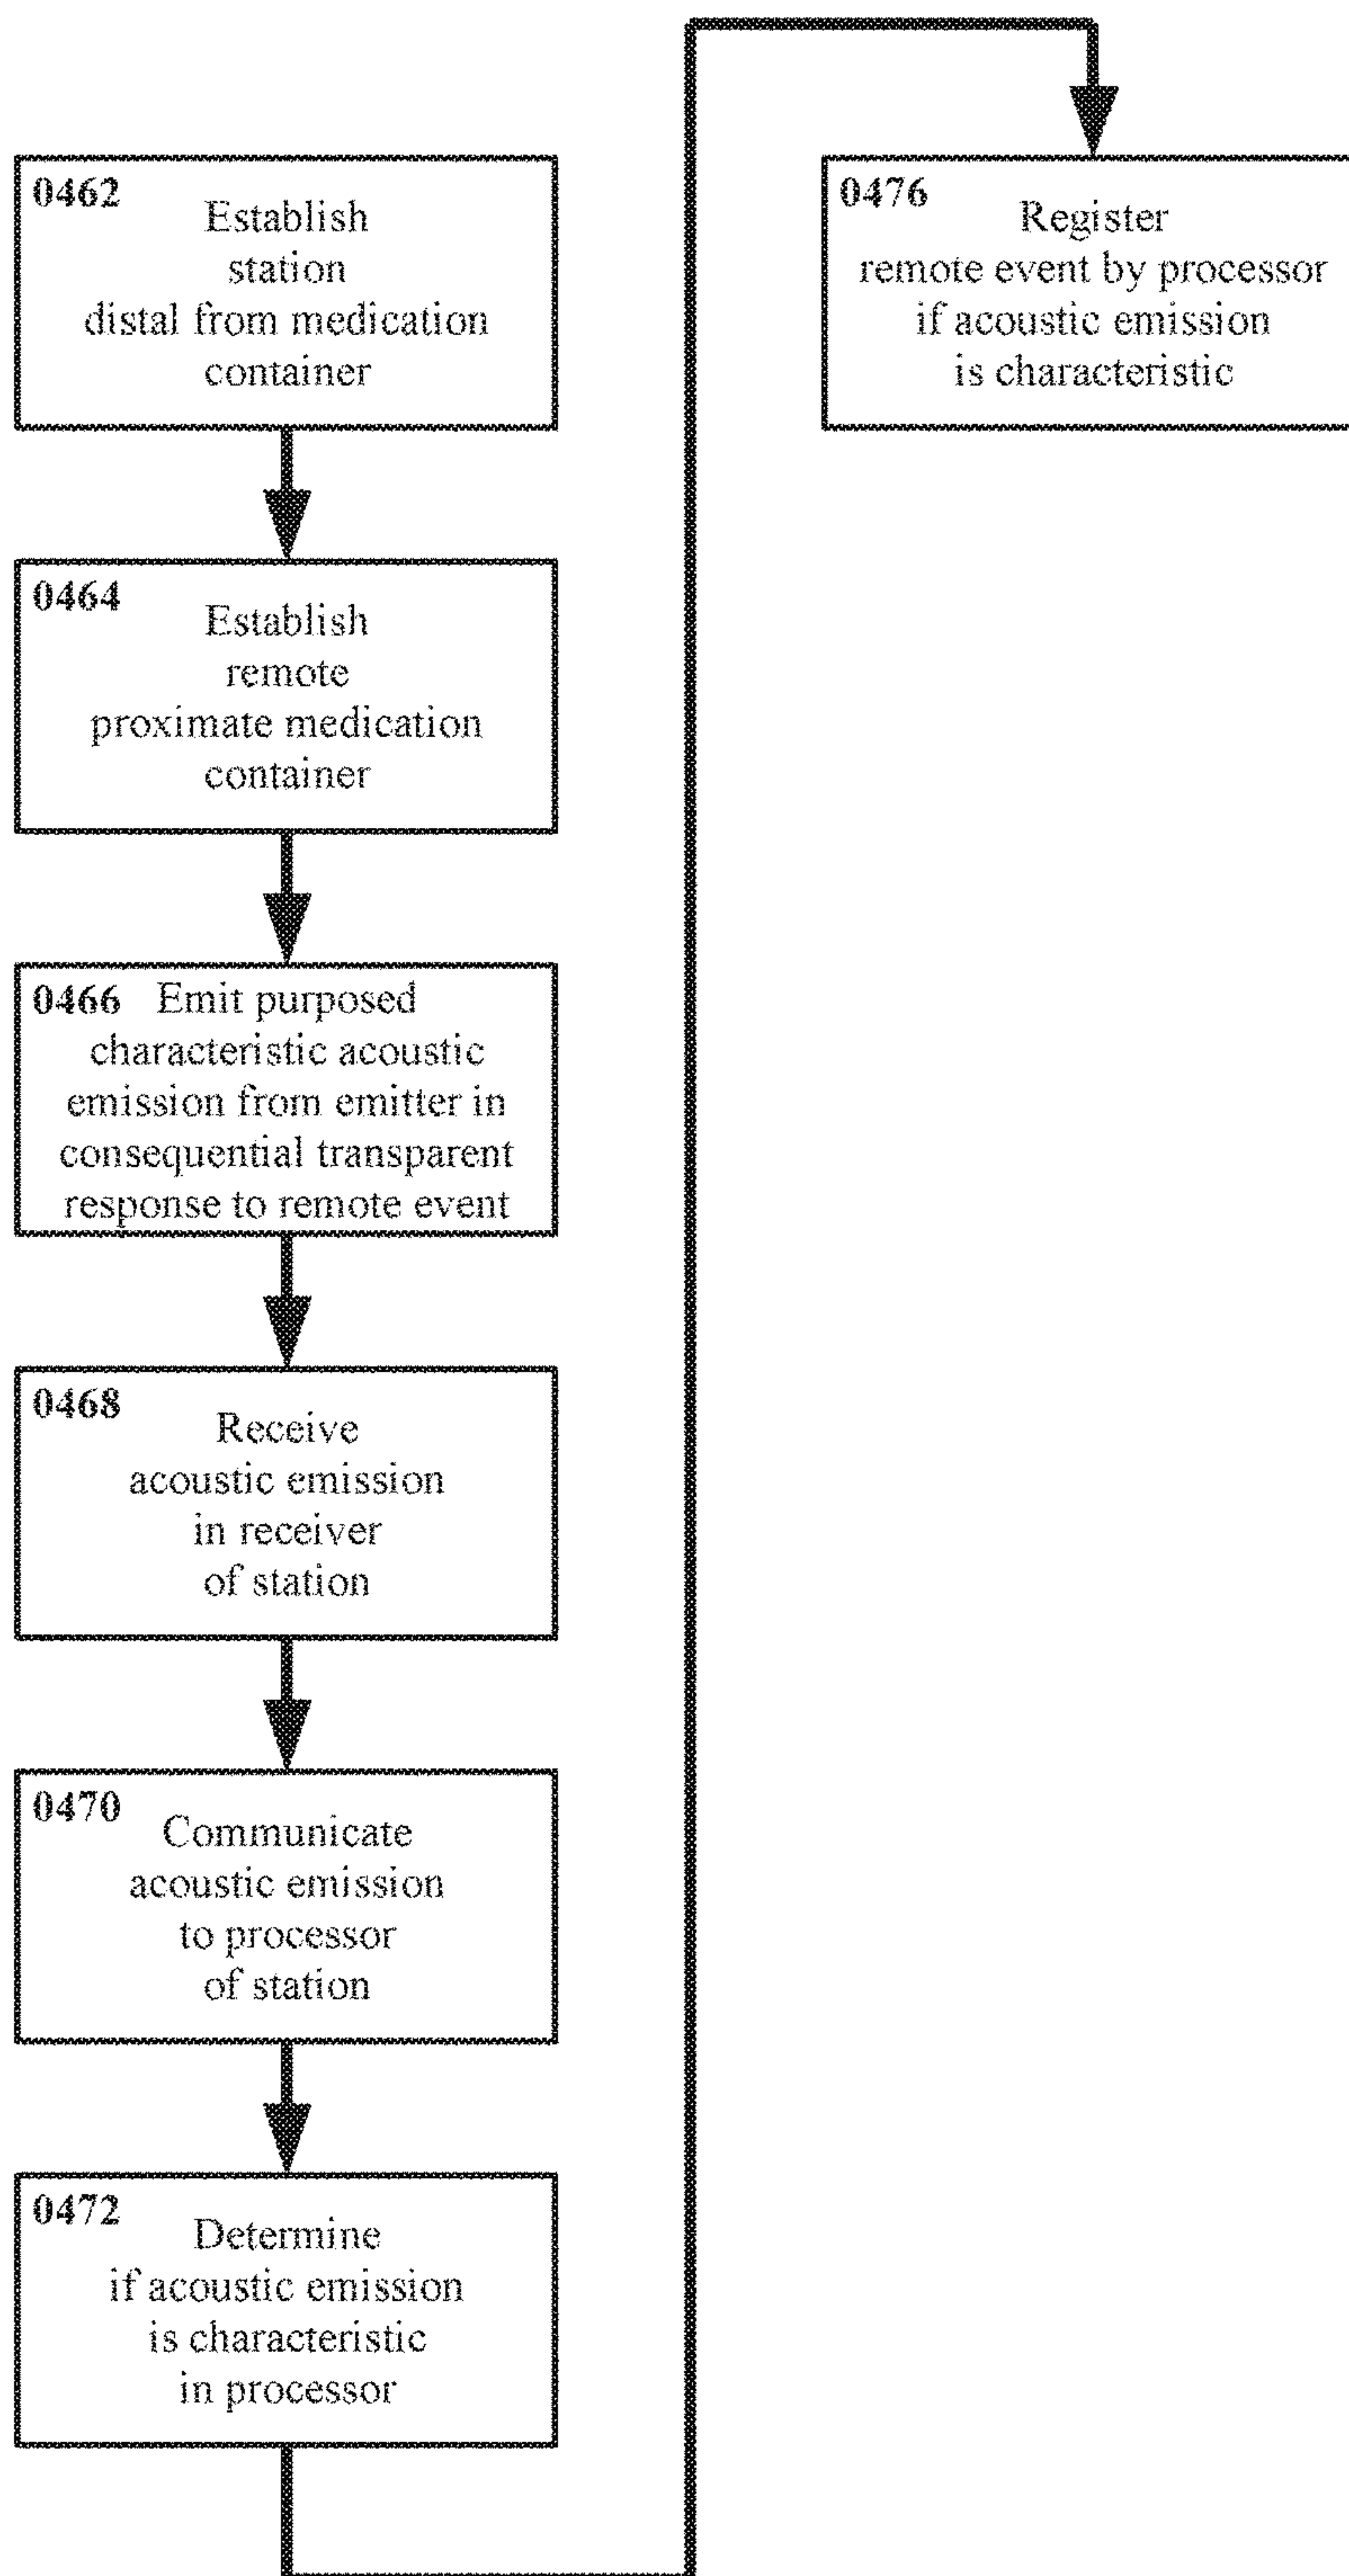 0462
Establish
station
distal from medication
container
0464
Establish
remote
proximate medication
container
0466 Emit purposed
characteristic acoustic
emission from emitter in
consequential transparent
response to remote event
0468
Receive
acoustic emission
in receiver
of station
0470
Communicate
acoustic emission
to processor
of station
0472
Determine
if acoustic emission
is characteristic
in processor
0476
Register
remote event by processor
if acoustic emission
is characteristic